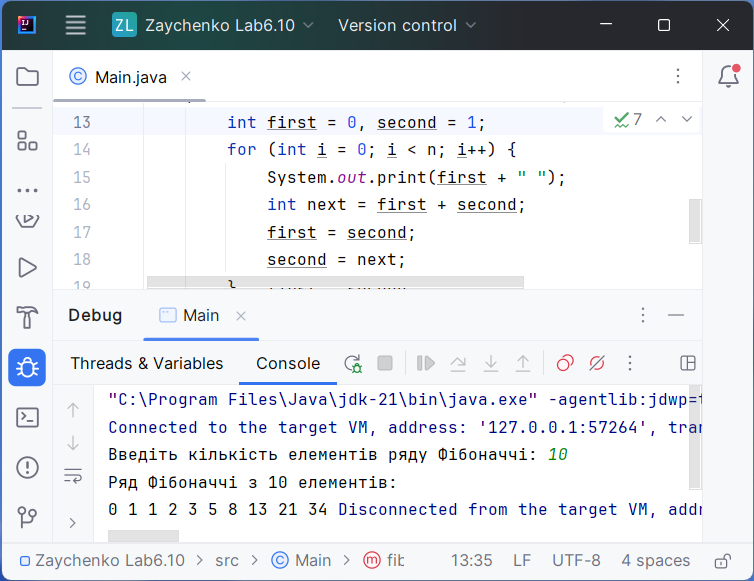 ZL Zaychenko Lab6.10 Version control
Main.java
13 int first = 0, second = 1; 7
14 for (int i = 0; i < n; i++) {
15 System.out.print(first + " ");
16 int next = first + second;
17 first = second;
18 second = next;
19 }
Debug Main
Threads & Variables Console
"C:\Program Files\Java\jdk-21\bin\java.exe" -agentlib:jdwp=t
Connected to the target VM, address: '127.0.0.1:57264', tran
Введіть кількість елементів ряду Фібоначчі: 10
Ряд Фібоначчі з 10 елементів:
0 1 1 2 3 5 8 13 21 34 Disconnected from the target VM, addr
Zaychenko Lab6.10 > src > Main > fib 13:35 LF UTF-8 4 spaces